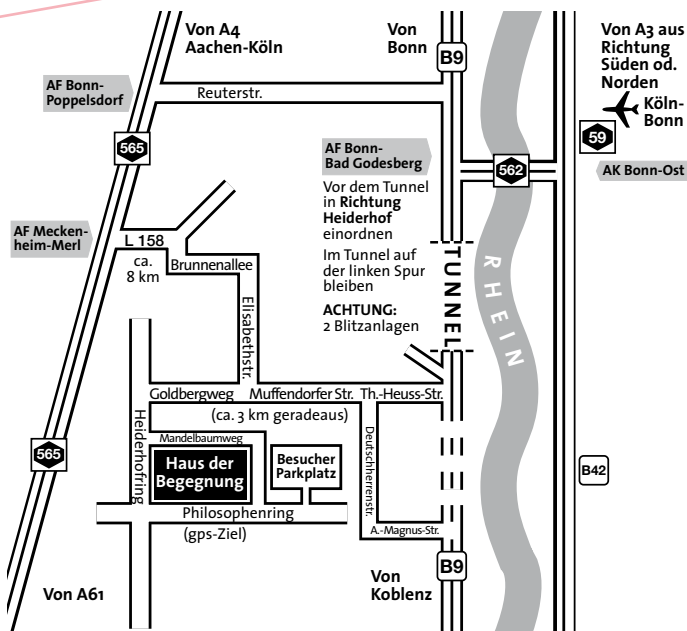 Von A4
Aachen-Köln
Von
Bonn
B9
Von A3 aus
Richtung
Süden od.
Norden
Köln-
Bonn
59
AF Bonn-
Poppelsdorf
Reuterstr.
565
AF Bonn-
Bad Godesberg
562
AK Bonn-Ost
Vor dem Tunnel
in Richtung
Heiderhof
einordnen
Im Tunnel auf
der linken Spur
bleiben
ACHTUNG:
2 Blitzanlagen
TUNNEL
RHEIN
AF Mecken-
heim-Merl
L 158
ca.
8 km
Brunnenallee
Elisabethstr.
Goldbergweg
Muffendorfer Str.
Th.-Heuss-Str.
(ca. 3 km geradeaus)
Heiderhofring
Mandelbaumweg
Haus der
Begegnung
Besucher
Parkplatz
Deutschherrenstr.
565
B42
Philosophenring
(gps-Ziel)
A.-Magnus-Str.
B9
Von A61
Von
Koblenz